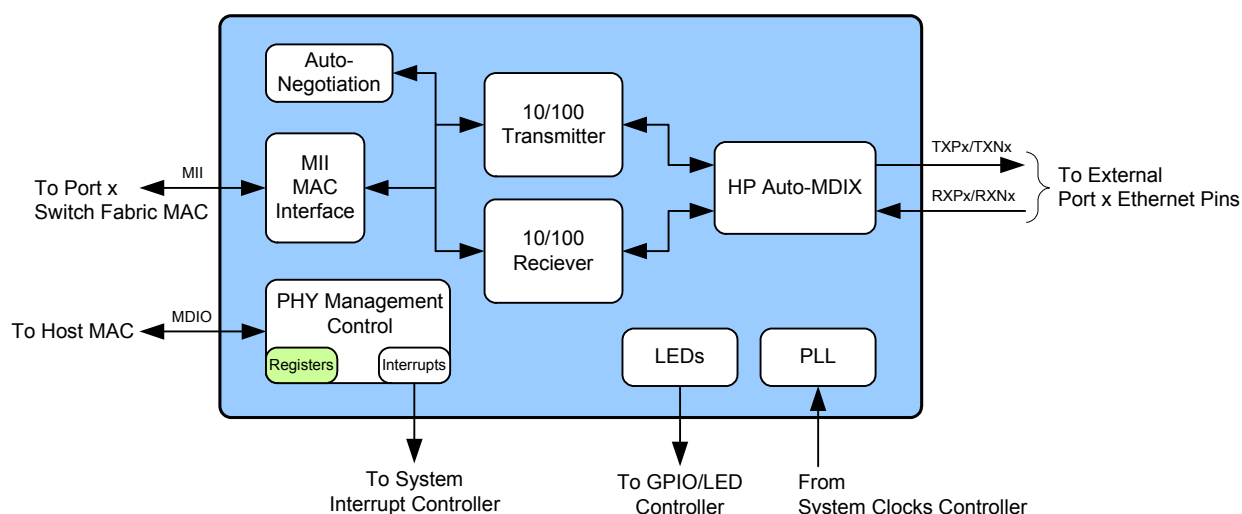 Auto-
Negotiation
10/100
Transmitter
MII
MAC
Interface
MII
To Port x
Switch Fabric MAC
HP Auto-MDIX
TXPx/TXNx
RXPx/RXNx
To External
Port x Ethernet Pins
10/100
Reciever
PHY Management
Control
MDIO
To Host MAC
Registers
Interrupts
LEDs
PLL
To System
Interrupt Controller
To GPIO/LED
Controller
From
System Clocks Controller